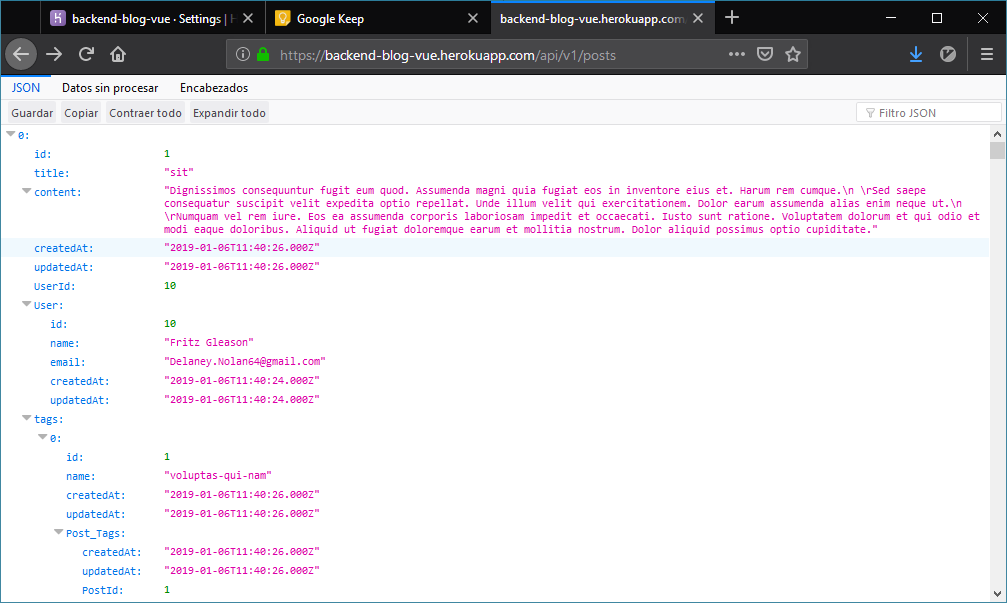 backend-blog-vue · Settings | H
Google Keep
backend-blog-vue.herokuapp.com/
https://backend-blog-vue.herokuapp.com/api/v1/posts
JSON Datos sin procesar Encabezados
Guardar Copiar Contraer todo Expandir todo Filtro JSON
0:
id: 1
title: "sit"
content: "Dignissimos consequuntur fugit eum quod. Assumenda magni quia fugiat eos in inventore eius et. Harum rem cumque.\n \rSed saepe
consequatur suscipit velit expedita optio repellat. Unde illum velit qui exercitationem. Dolor earum assumenda alias enim neque ut.\n
\rNumquam vel rem iure. Eos ea assumenda corporis laboriosam impedit et occaecati. Iusto sunt ratione. Voluptatem dolorum et qui odio et
modi eaque doloribus. Aliquid ut fugiat doloremque earum et mollitia nostrum. Dolor aliquid possimus optio cupiditate."
createdAt: "2019-01-06T11:40:26.000Z"
updatedAt: "2019-01-06T11:40:26.000Z"
UserId: 10
User:
id: 10
name: "Fritz Gleason"
email: "Delaney.Nolan64@gmail.com"
createdAt: "2019-01-06T11:40:24.000Z"
updatedAt: "2019-01-06T11:40:24.000Z"
tags:
0:
id: 1
name: "voluptas-qui-nam"
createdAt: "2019-01-06T11:40:26.000Z"
updatedAt: "2019-01-06T11:40:26.000Z"
Post_Tags:
createdAt: "2019-01-06T11:40:26.000Z"
updatedAt: "2019-01-06T11:40:26.000Z"
PostId: 1